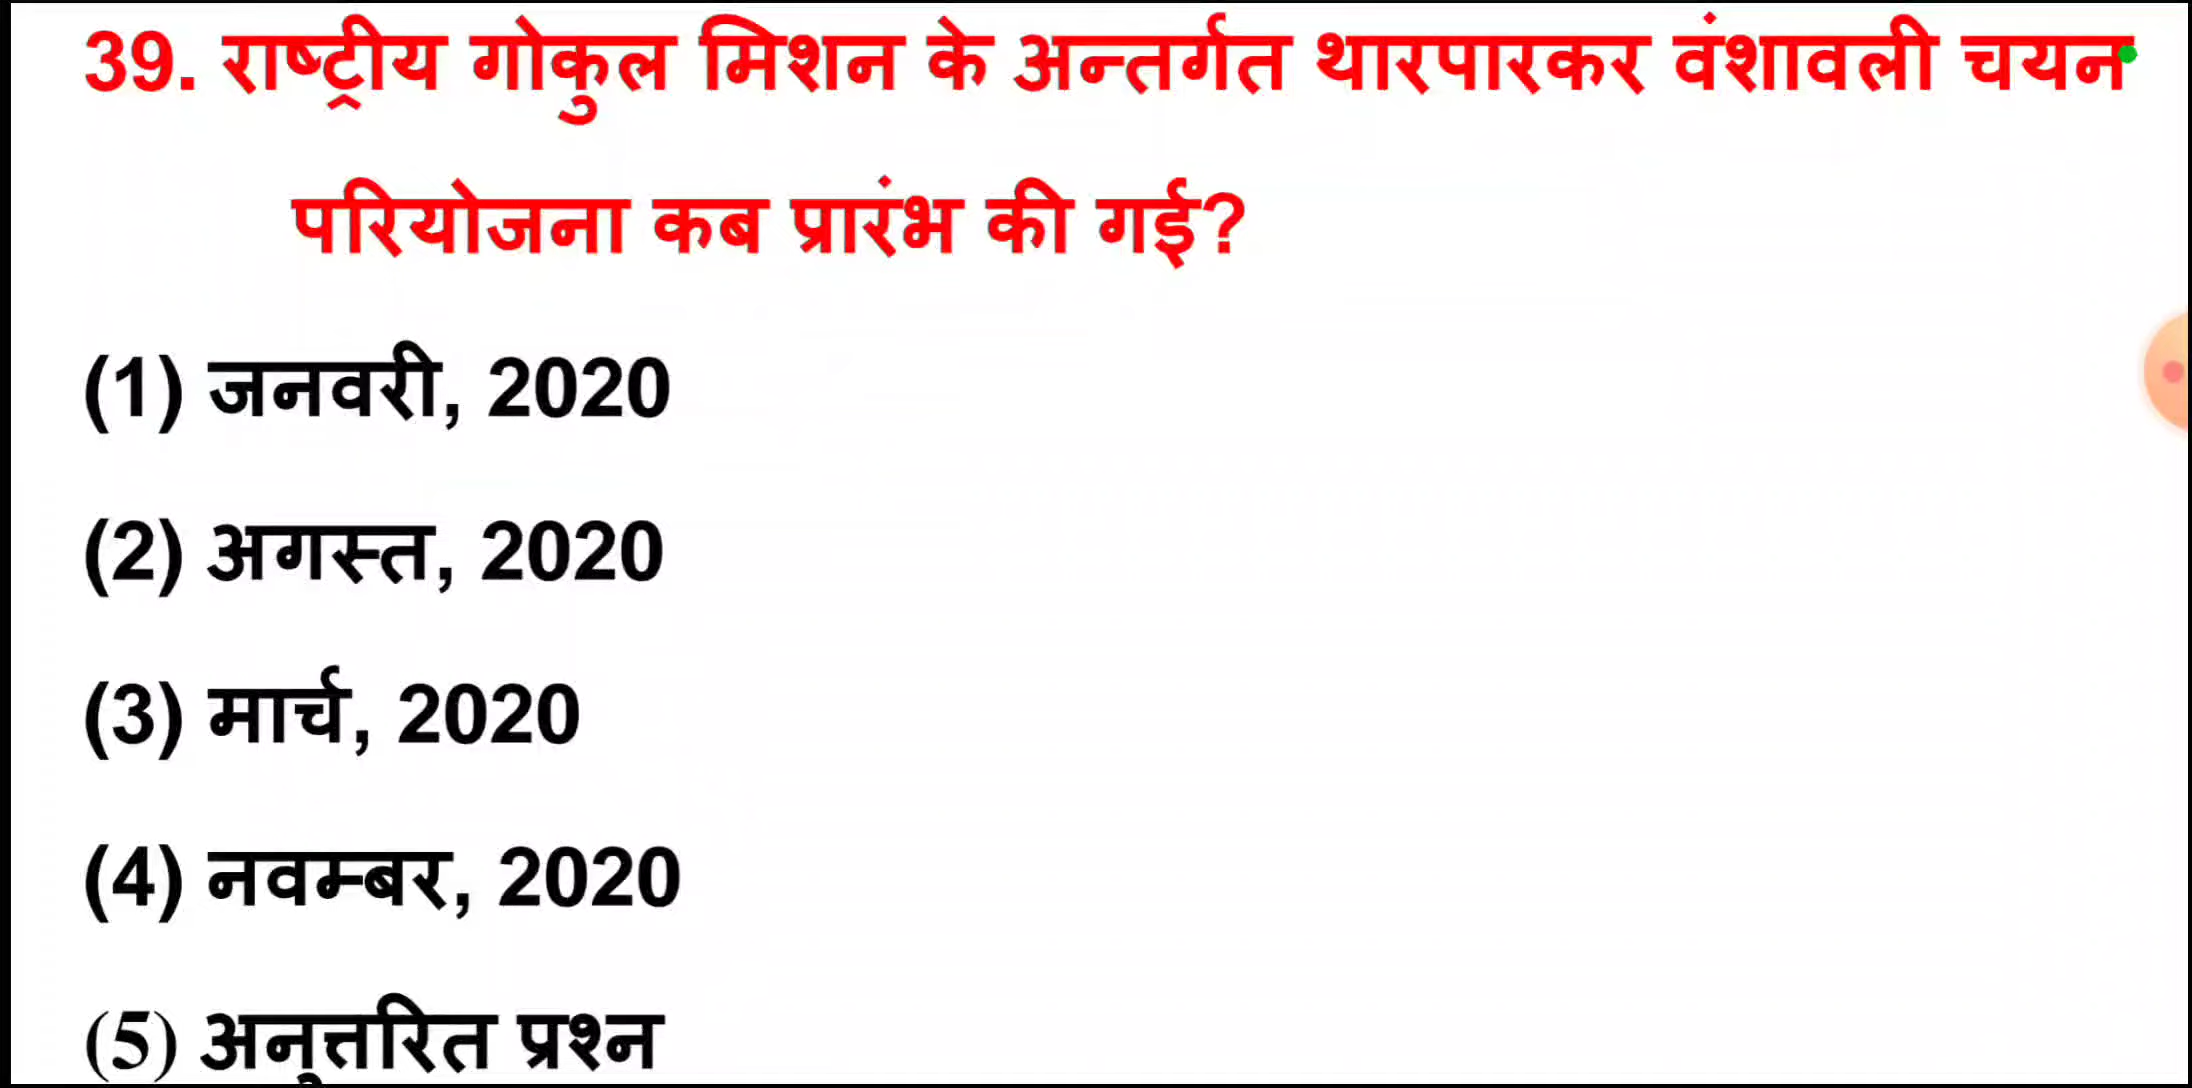 39. राष्ट्रीय गोकुल मिशन के अन्तर्गत थारपारकर वंशावली चयन
परियोजना कब प्रारंभ की गई?
(1) जनवरी, 2020
(2) अगस्त, 2020
(3) मार्च, 2020
(4) नवम्बर, 2020
(5) अनुत्तरित प्रश्न